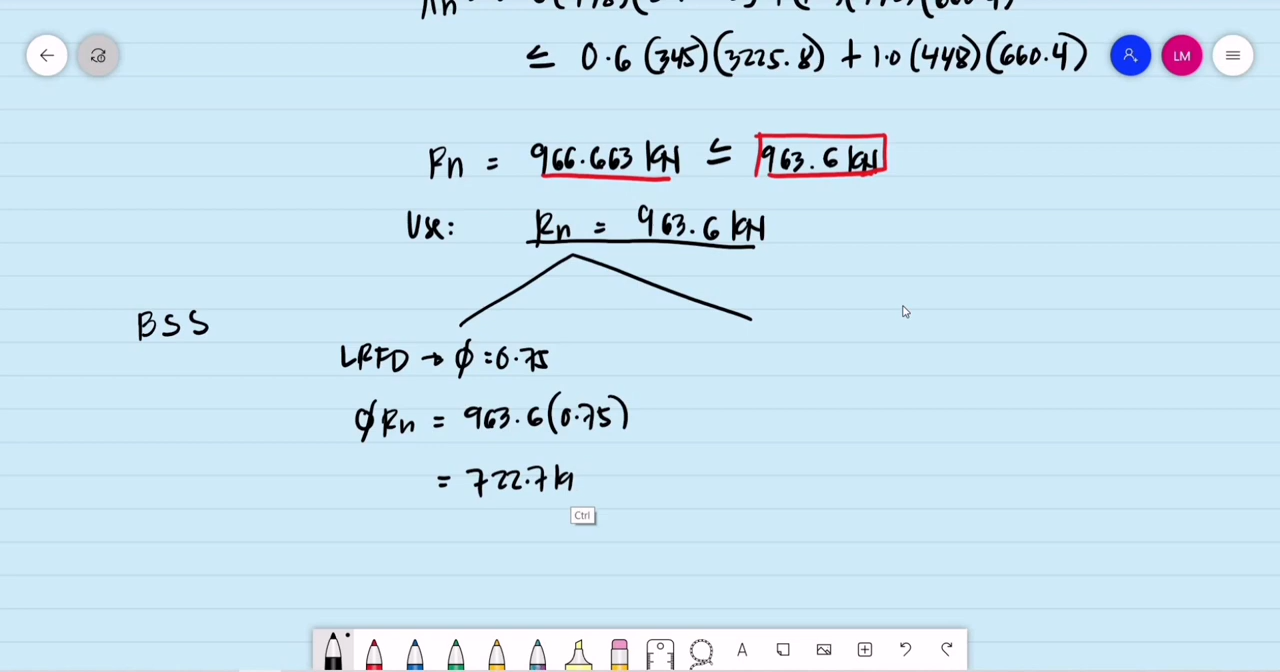 ≤ 0.6 (345)(3225.8) + 1.0 (448)(660.4)
LM
Rn = 966.663 KN ≤ 963.6 KN
Use: Rn = 963.6 KN
BSS
LRFD → ϕ = 0.75
ϕRn = 963.6 (0.75)
= 722.7 k
Ctrl
A